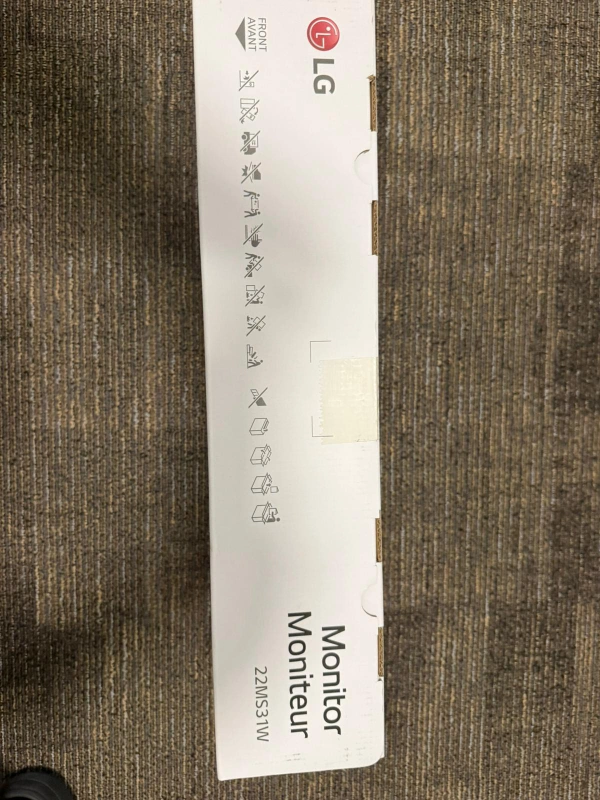 LG
FRONT
AVANT
Monitor
Moniteur
22MS31W